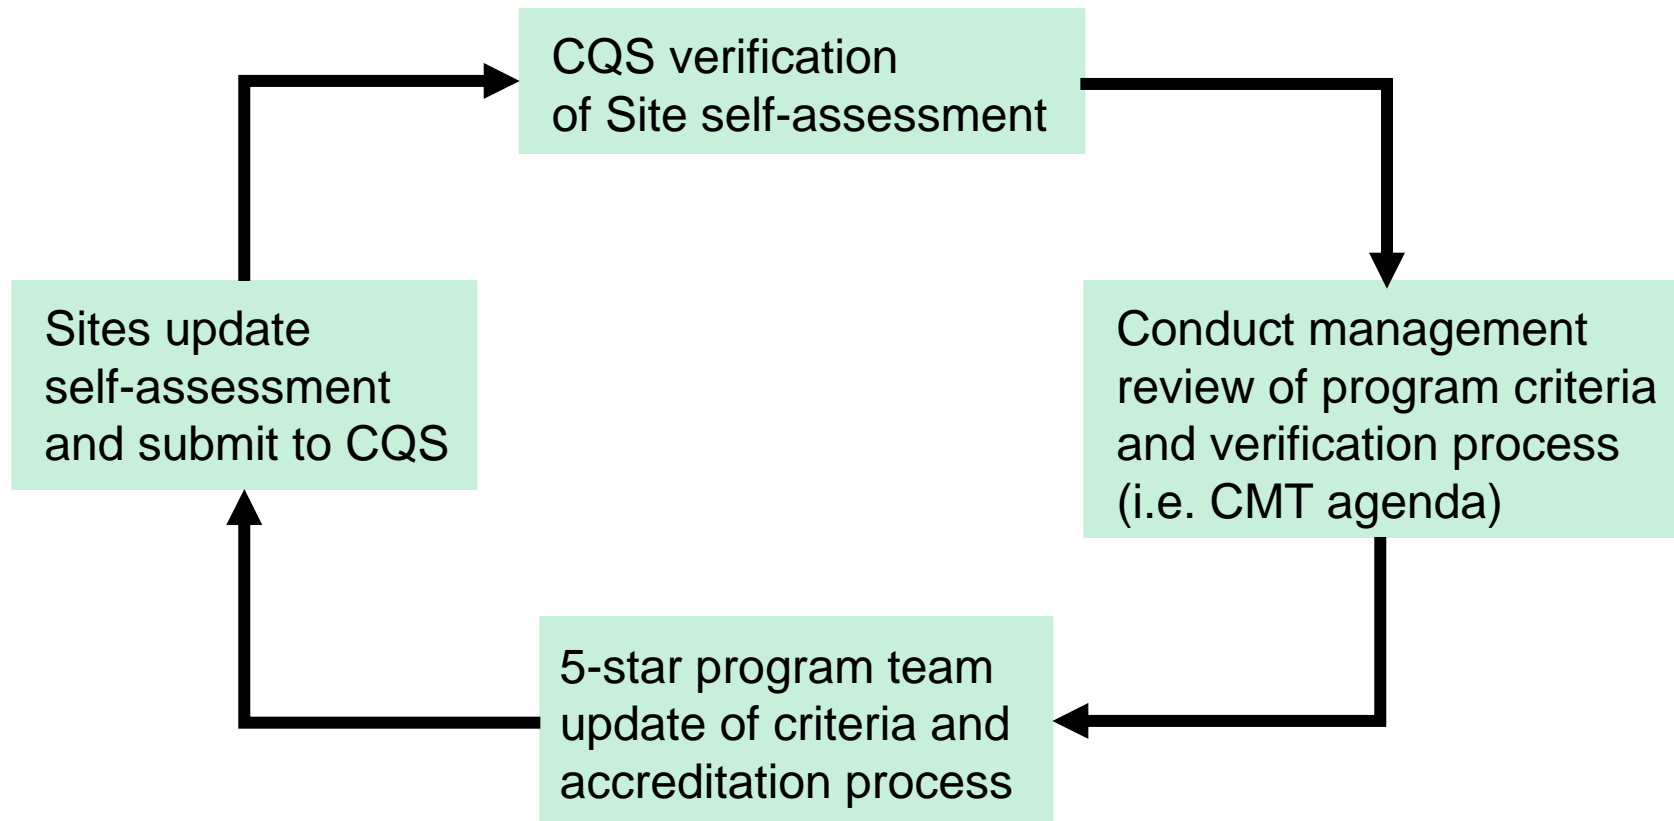 CQS verification
of Site self-assessment
Sites update
self-assessment
and submit to CQS
Conduct management
review of program criteria
and verification process
(i.e. CMT agenda)
5-star program team
update of criteria and
accreditation process